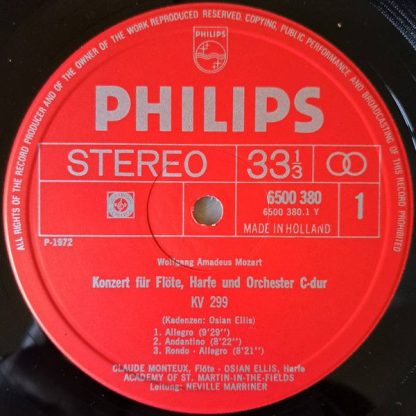 ALL RIGHTS OF THE RECORD PRODUCER AND OF THE OWNER OF THE WORK REPRODUCED RESERVED. COPYING, PUBLIC PERFORMANCE AND BROADCASTING OF THIS RECORD PROHIBITED
PHILIPS
PHILIPS
STEREO
33 1/3
6500 380
6500 380.1 Y
1
MADE IN HOLLAND
P-1972
Wolfgang Amadeus Mozart
Konzert für Flöte, Harfe und Orchester C-dur
KV 299
(Kadenzen: Osian Ellis)
1. Allegro (9'29'')
2. Andantino (8'22'')
3. Rondo - Allegro (8'21'')
CLAUDE MONTEUX, Flöte - OSIAN ELLIS, Harfe
ACADEMY OF ST. MARTIN-IN-THE-FIELDS
Leitung: NEVILLE MARRINER